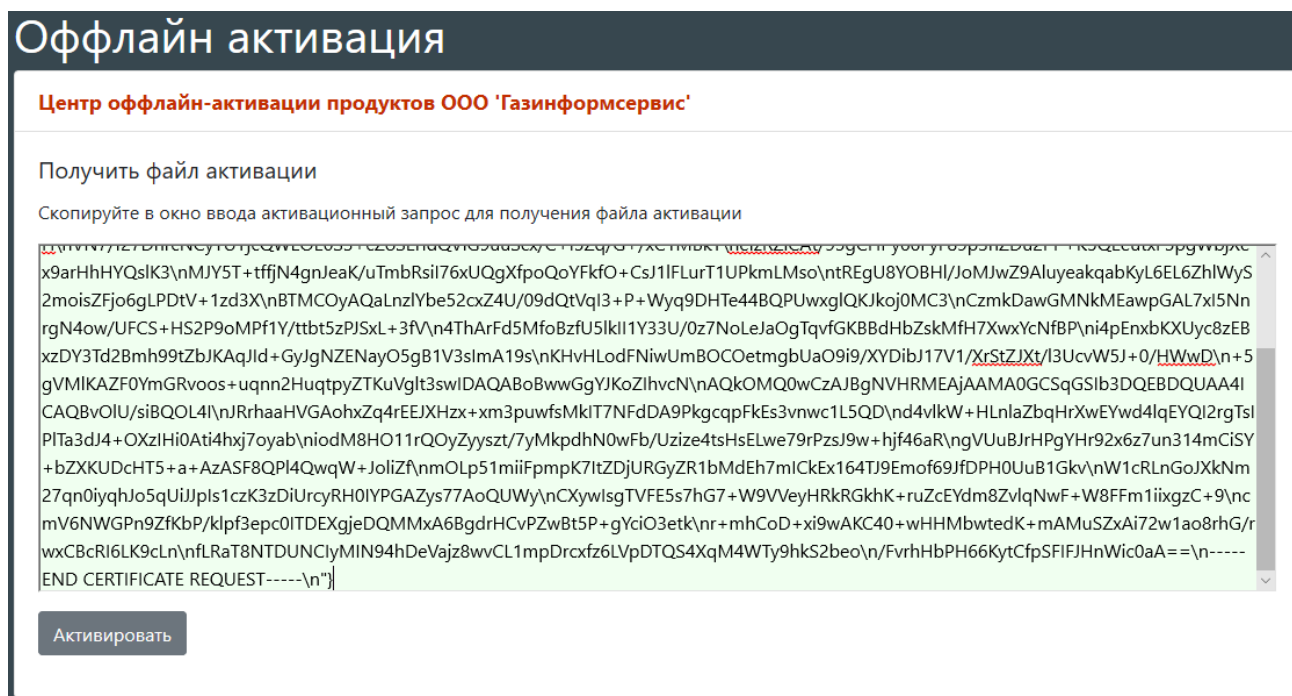 Оффлайн активация
Центр оффлайн-активации продуктов ООО 'Газинформсервис'
Получить файл активации
Скопируйте в окно ввода активационный запрос для получения файла активации
x9arHhHYQslK3\nMJY5T+tffjN4gnJeaK/uTmbRsiI76xUQgXfpoQoYFkfO+CsJ1lFLurT1UPkmLMso\ntREgU8YOBHl/JoMJwZ9AluyeakqabKyL6EL6ZhlWyS
2moisZFjo6gLPDtV+1zd3X\nBTMCOyAQaLnzlYbe52cxZ4U/09dQtVqI3+P+Wyq9DHTe44BQPUwxglQKJkoj0MC3\nCzmkDawGMNkMEawpGAL7xI5Nn
rgN4ow/UFCS+HS2P9oMPf1Y/ttbt5zPJSxL+3fV\n4ThArFd5MfoBzfU5lkII1Y33U/0z7NoLeJaOgTqvfGKBBdHbZskMfH7XwxYcNfBP\ni4pEnxbKXUyc8zEB
xzDY3Td2Bmh99tZbJKAqJId+GyJgNZENayO5gB1V3sImA19s\nKHvHLodFNiwUmBOCOetmgbUaO9i9/XYDibJ17V1/XrStZJXt/l3UcvW5J+0/HWwD\n+5
gVMlKAZF0YmGRvoos+uqnn2HuqtpyZTKuVglt3swIDAQABoBwwGgYJKoZIhvcN\nAQkOMQ0wCzAJBgNVHRMEAjAAMA0GCSqGSIb3DQEBDQUAA4I
CAQBvOlU/siBQOL4I\nJRrhaaHVGAohxZq4rEEJXHzx+xm3puwfsMkIT7NFdDA9PkgcqpFkEs3vnwc1L5QD\nd4vlkW+HLnlaZbqHrXwEYwd4lqEYQI2rgTsI
PlTa3dJ4+OXzIHi0Ati4hxj7oyab\niodM8HO11rQOyZyyszt/7yMkpdhN0wFb/Uzize4tsHsELwe79rPzsJ9w+hjf46aR\ngVUuBJrHPgYHr92x6z7un314mCiSY
+bZXKUDcHT5+a+AzASF8QPl4QwqW+JoliZf\nmOLp51miiFpmpK7ItZDjURGyZR1bMdEh7mICkEx164TJ9Emof69JfDPH0UuB1Gkv\nW1cRLnGoJXkNm
27qn0iyqhJo5qUiJJpIs1czK3zDiUrcyRH0IYPGAZys77AoQUWy\nCXywIsgTVFE5s7hG7+W9VVeyHRkRGkhK+ruZcEYdm8ZvlqNwF+W8FFm1iixgzC+9\nc
mV6NWGPn9ZfKbP/klpf3epc0ITDEXgjeDQMMxA6BgdrHCvPZwBt5P+gYciO3etk\nr+mhCoD+xi9wAKC40+wHHMbwtedK+mAMuSZxAi72w1ao8rhG/r
wxCBcRI6LK9cLn\nfLRaT8NTDUNCIyMIN94hDeVajz8wvCL1mpDrcxfz6LVpDTQS4XqM4WTy9hkS2beo\n/FvrhHbPH66KytCfpSFIFJHnWic0aA==\n-----
END CERTIFICATE REQUEST-----\n"}
Активировать